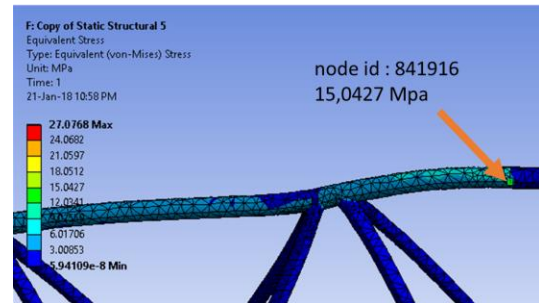 F: Copy of Static Structural 5
Equivalent Stress
Type: Equivalent (von-Mises) Stress
Unit: MPa
Time: 1
21-Jan-18 10:58 PM
27.0768 Max
24.0682
21.0597
18.0512
15.0427
12.0341
6.01706
3.00853
5.94109e-8 Min
node id : 841916
15,0427 Mpa